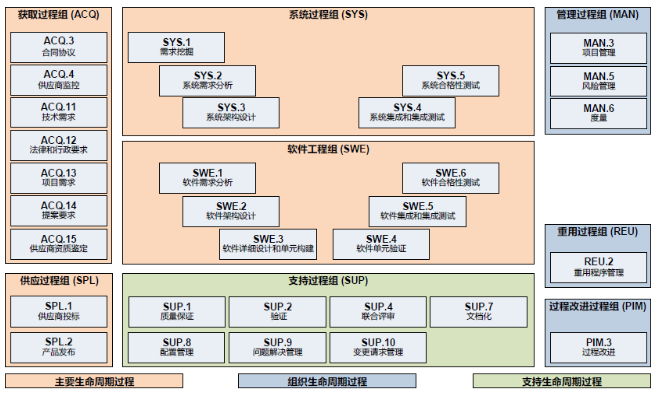 获取过程组 (ACQ)
ACQ.3
合同协议
ACQ.4
供应商监控
ACQ.11
技术需求
ACQ.12
法律和行政要求
ACQ.13
项目需求
ACQ.14
提案要求
ACQ.15
供应商资质鉴定
系统过程组 (SYS)
SYS.1
需求挖掘
SYS.2
系统需求分析
SYS.3
系统架构设计
SYS.4
系统集成和集成测试
SYS.5
系统合格性测试
软件工程组 (SWE)
SWE.1
软件需求分析
SWE.2
软件架构设计
SWE.3
软件详细设计和单元构建
SWE.4
软件单元验证
SWE.5
软件集成和集成测试
SWE.6
软件合格性测试
管理过程组 (MAN)
MAN.3
项目管理
MAN.5
风险管理
MAN.6
度量
重用过程组 (REU)
REU.2
重用程序管理
供应过程组 (SPL)
SPL.1
供应商投标
SPL.2
产品发布
支持过程组 (SUP)
SUP.1
质量保证
SUP.2
验证
SUP.4
联合评审
SUP.7
文档化
SUP.8
配置管理
SUP.9
问题解决管理
SUP.10
变更请求管理
过程改进过程组 (PIM)
PIM.3
过程改进
主要生命周期过程
组织生命周期过程
支持生命周期过程